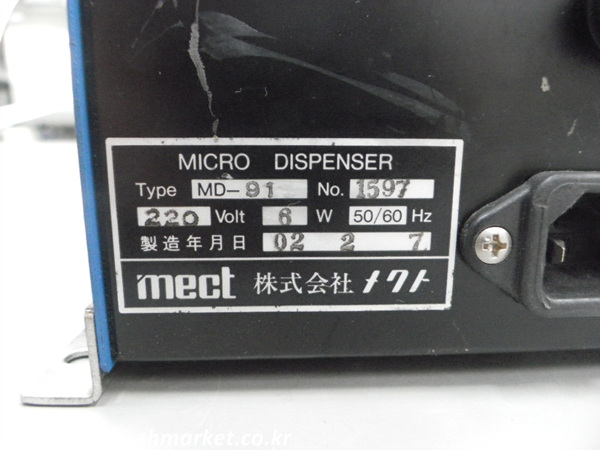 MICRO DISPENSER
Type MD-91 No. 1597
220 Volt 6 W 50/60 Hz
製造年月日 02 2 7
mect 株式会社 メクト
hmarket.co.kr